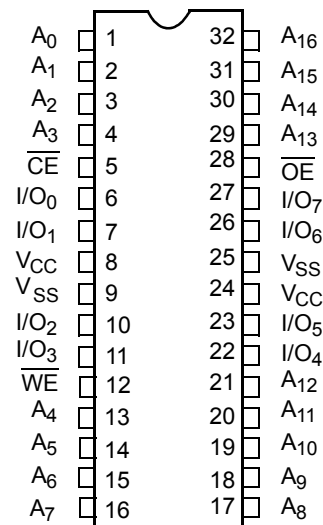 A0 1 32 A16
A1 2 31 A15
A2 3 30 A14
A3 4 29 A13
CE 5 28 OE
I/O0 6 27 I/O7
I/O1 7 26 I/O6
VCC 8 25 VSS
VSS 9 24 VCC
I/O2 10 23 I/O5
I/O3 11 22 I/O4
WE 12 21 A12
A4 13 20 A11
A5 14 19 A10
A6 15 18 A9
A7 16 17 A8